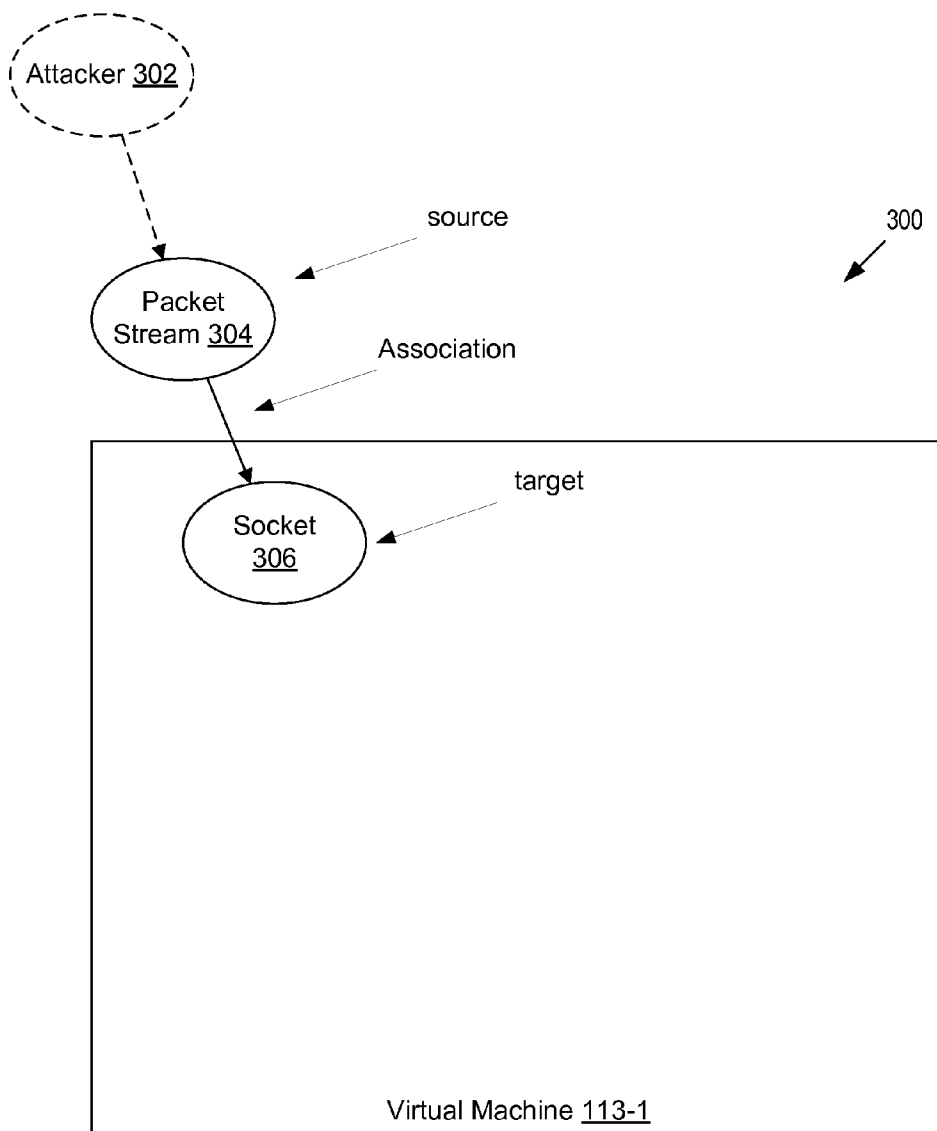 Attacker 302
source
300
Packet
Stream 304
Association
target
Socket
306
Virtual Machine 113-1